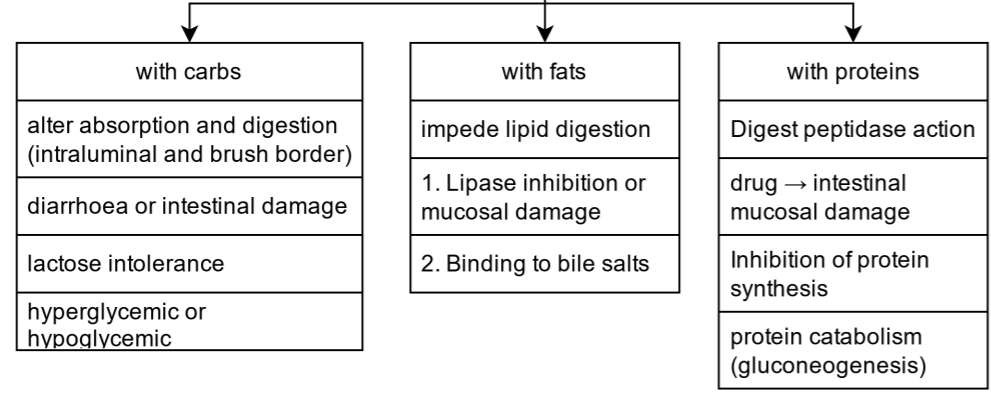 with carbs
alter absorption and digestion
(intraluminal and brush border)
diarrhoea or intestinal damage
lactose intolerance
hyperglycemic or
hypoglycemic
with fats
impede lipid digestion
1. Lipase inhibition or
mucosal damage
2. Binding to bile salts
with proteins
Digest peptidase action
drug → intestinal
mucosal damage
Inhibition of protein
synthesis
protein catabolism
(gluconeogenesis)